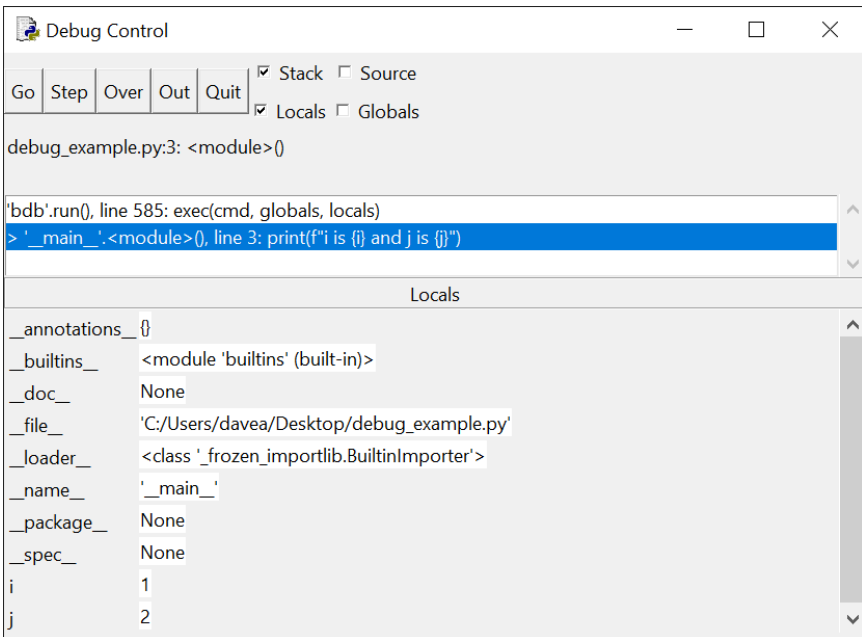 Debug Control
Go Step Over Out Quit
Stack Source
Locals Globals
debug_example.py:3: <module>()
'bdb'.run(), line 585: exec(cmd, globals, locals)
> '__main__'.<module>(), line 3: print(f"i is {i} and j is {j}")
Locals
__annotations__ {}
__builtins__ <module 'builtins' (built-in)>
__doc__ None
__file__ 'C:/Users/davea/Desktop/debug_example.py'
__loader__ <class '_frozen_importlib.BuiltinImporter'>
__name__ '__main__'
__package__ None
__spec__ None
i 1
j 2